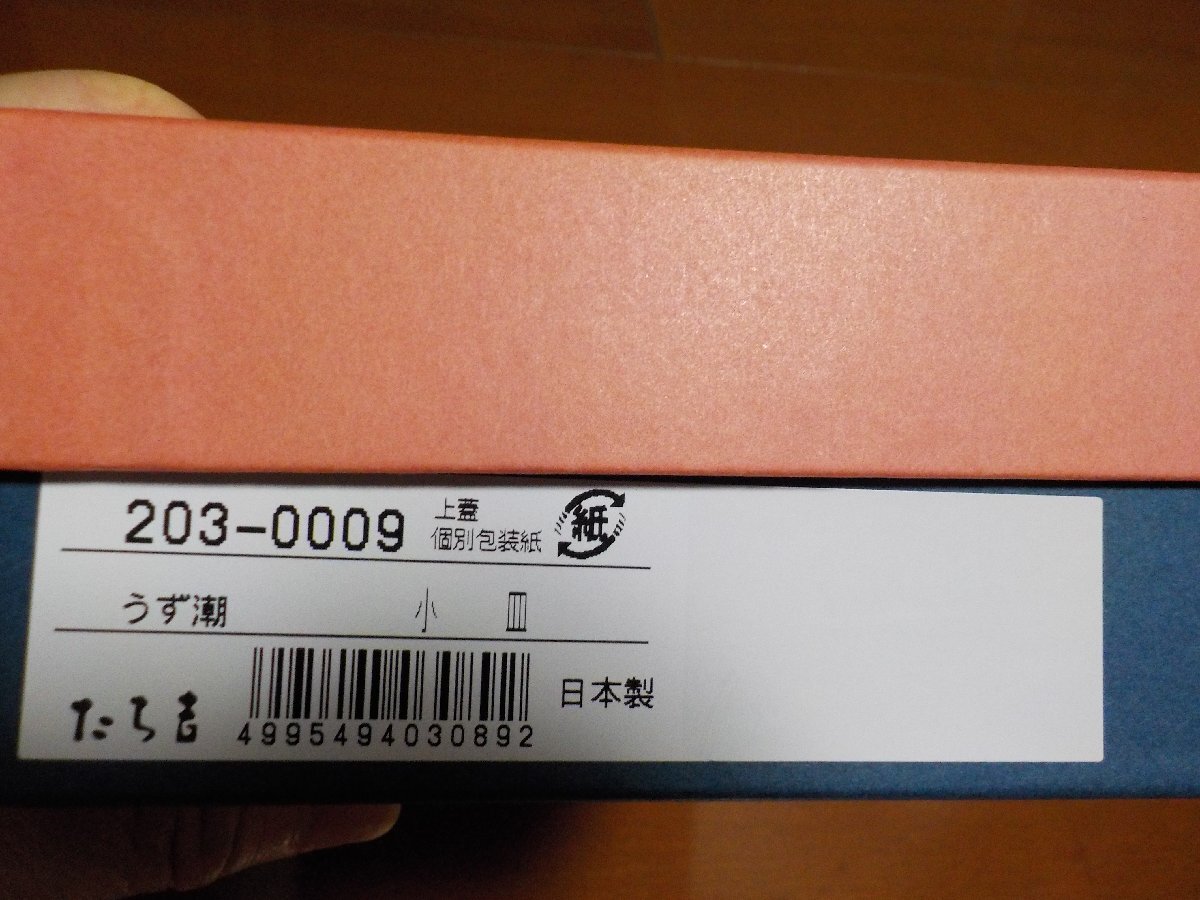 203-0009
上蓋
個別包装紙
紙
うず潮 小 皿
たち吉
4995494030892
日本製